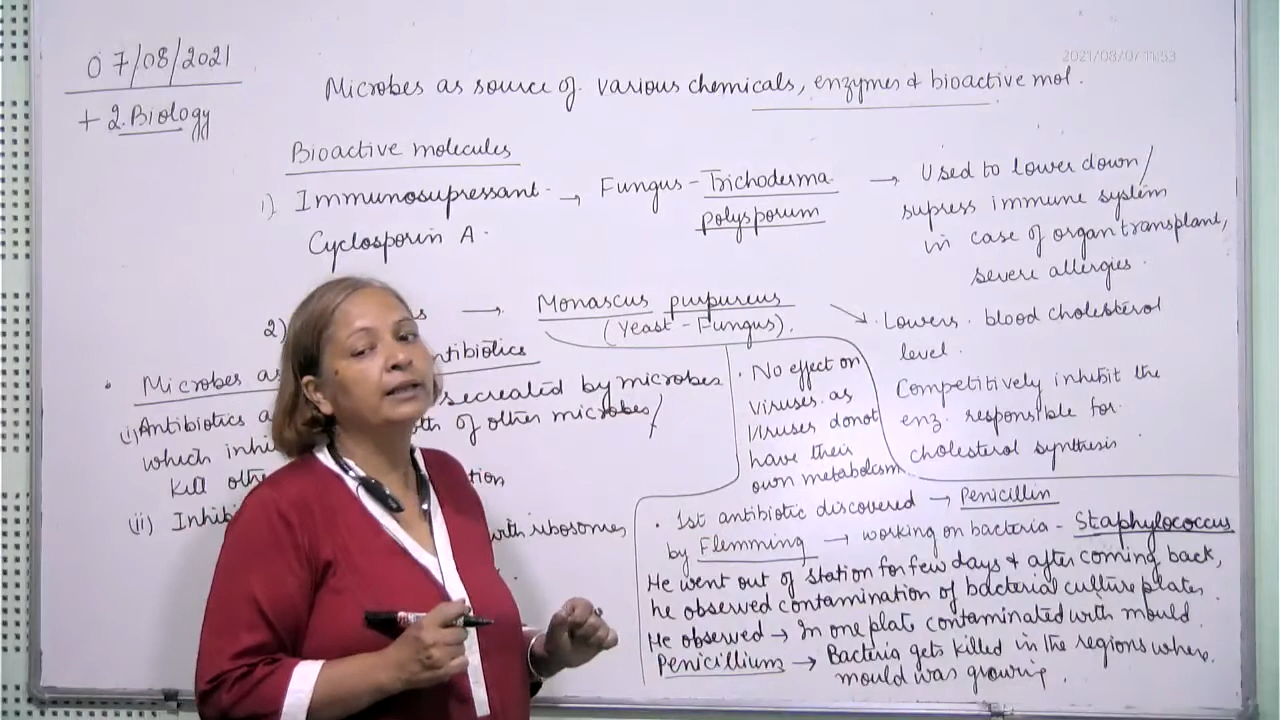 07/08/2021
2021/08/07 11:53
+2 Biology
Microbes as source of various chemicals, enzymes & bioactive mol.
Bioactive molecules
1) Immunosupressant → Fungus - Trichoderma
polysporum
Cyclosporin A.
→ Used to lower down/
supress immune system
in case of organ transplant,
severe allergies.
2)
→ Monascus purpureus
(Yeast - Fungus).
. Lowers blood cholesterol
level.
Competitively inhibit the
enz. responsible for
cholesterol synthesis
. Microbes as
ntibiotics
(i) Antibiotics a
secreated by microbes
which inhi
of other microbes/
kill oth
tion
(ii) Inhib
with ribosomes,
. No effect on
viruses as
viruses donot
have their
own metabolism
. 1st antibiotic discovered → Penicillin
by Flemming → working on bacteria - Staphylococcus
He went out of station for few days & after coming back,
he observed contamination of bacterial culture plates.
He observed → In one plate contaminated with mould
Penicillium → Bacteria gets killed in the regions where
mould was growing.